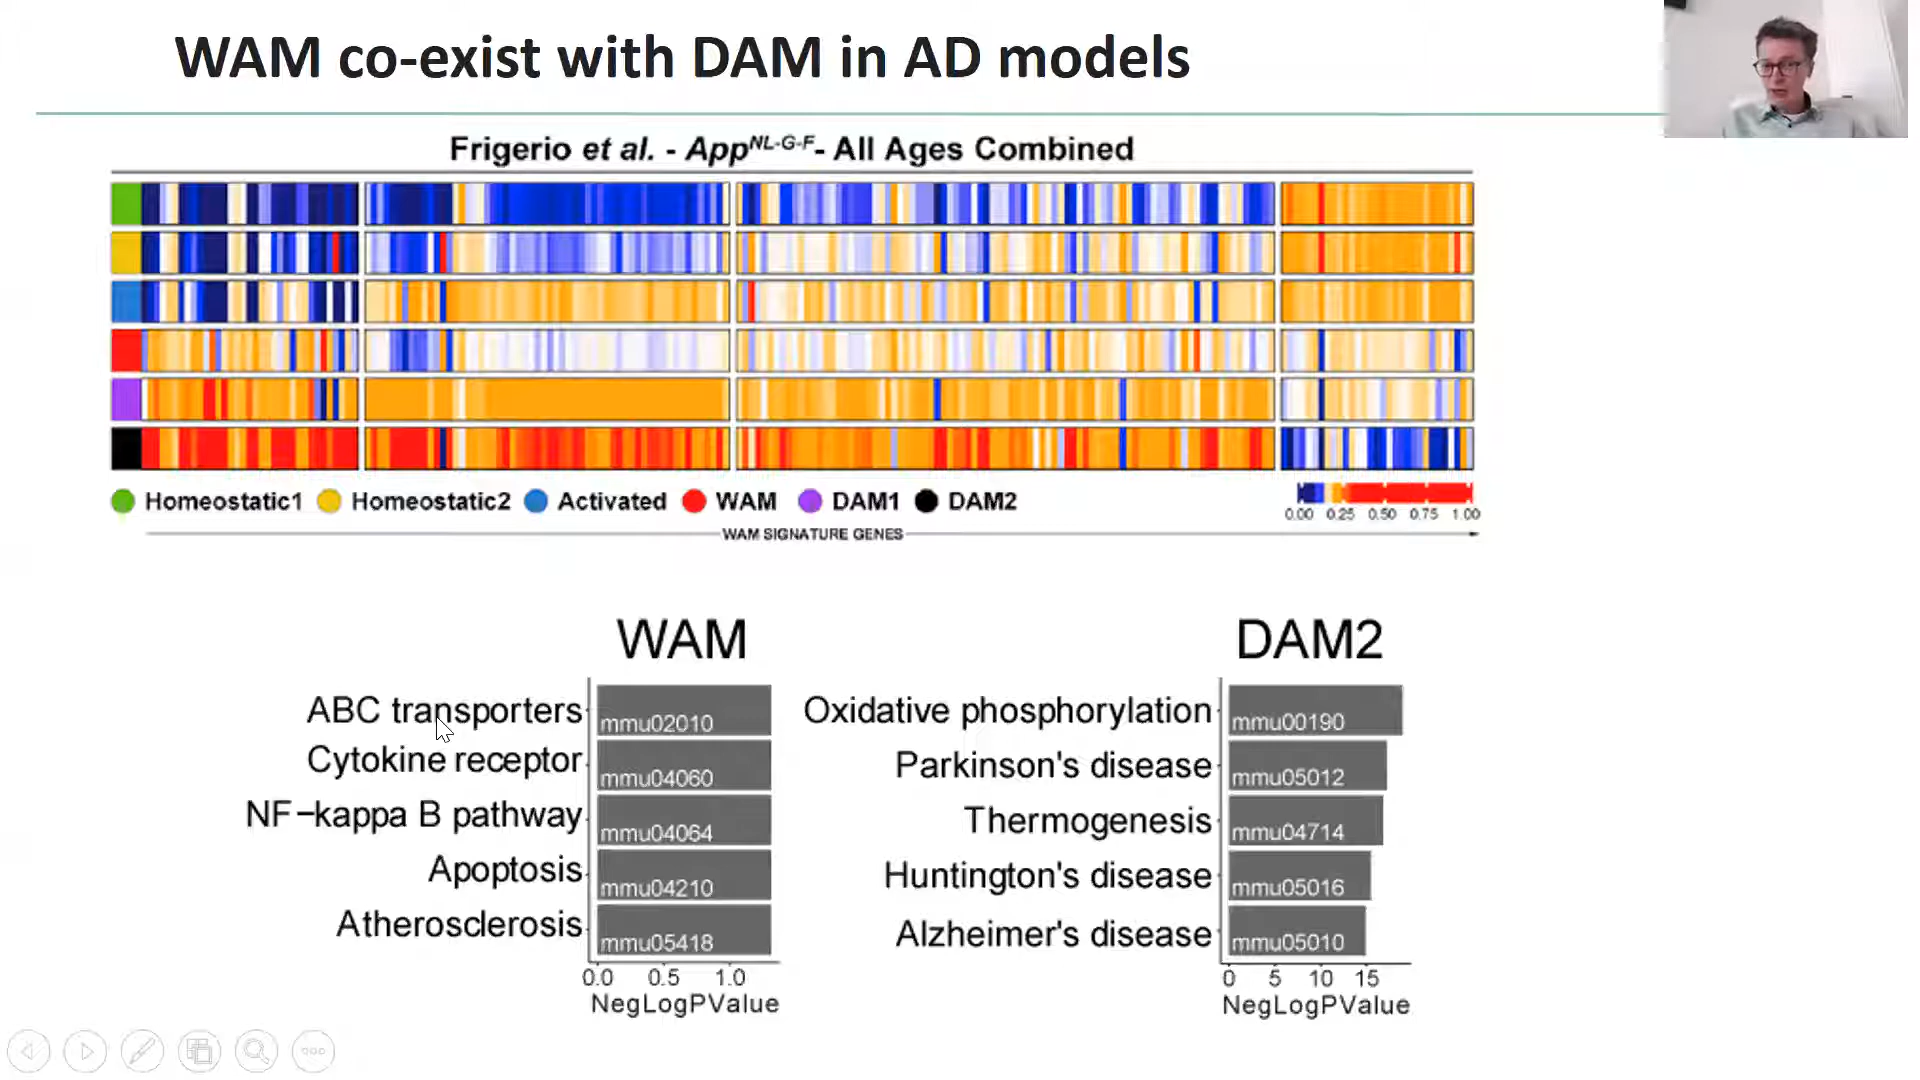 WAM co-exist with DAM in AD models
Frigerio et al. - App^NL-G-F- All Ages Combined
Homeostatic1 Homeostatic2 Activated WAM DAM1 DAM2
0.00 0.25 0.50 0.75 1.00
WAM SIGNATURE GENES
WAM
ABC transporters mmu02010
Cytokine receptor mmu04060
NF-kappa B pathway mmu04064
Apoptosis mmu04210
Atherosclerosis mmu05418
0.0 0.5 1.0
NegLogPValue
DAM2
Oxidative phosphorylation mmu00190
Parkinson's disease mmu05012
Thermogenesis mmu04714
Huntington's disease mmu05016
Alzheimer's disease mmu05010
0 5 10 15
NegLogPValue